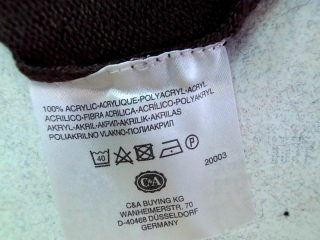 100% ACRYLIC-ACRYLIQUE-POLYACRYL-ACRYL
ACRILICO-FIBRA ACRILICA-ACRÍLICO-POLYAKRYL
AKRYL-AKRIL-AKRYL-AKRILIK-AKRILAS
POLIAKRILNO VLAKNO-ПОЛИАКРИЛ
40 P
20003
C&A
C&A BUYING KG
WANHEIMERSTR, 70
D-40468 DÜSSELDORF
GERMANY